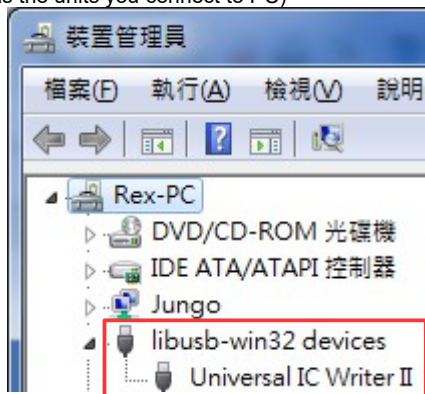 s the units you connect to PC)
裝置管理員
檔案(F) 執行(A) 檢視(V) 說明
Rex-PC
DVD/CD-ROM 光碟機
IDE ATA/ATAPI 控制器
Jungo
libusb-win32 devices
Universal IC Writer II